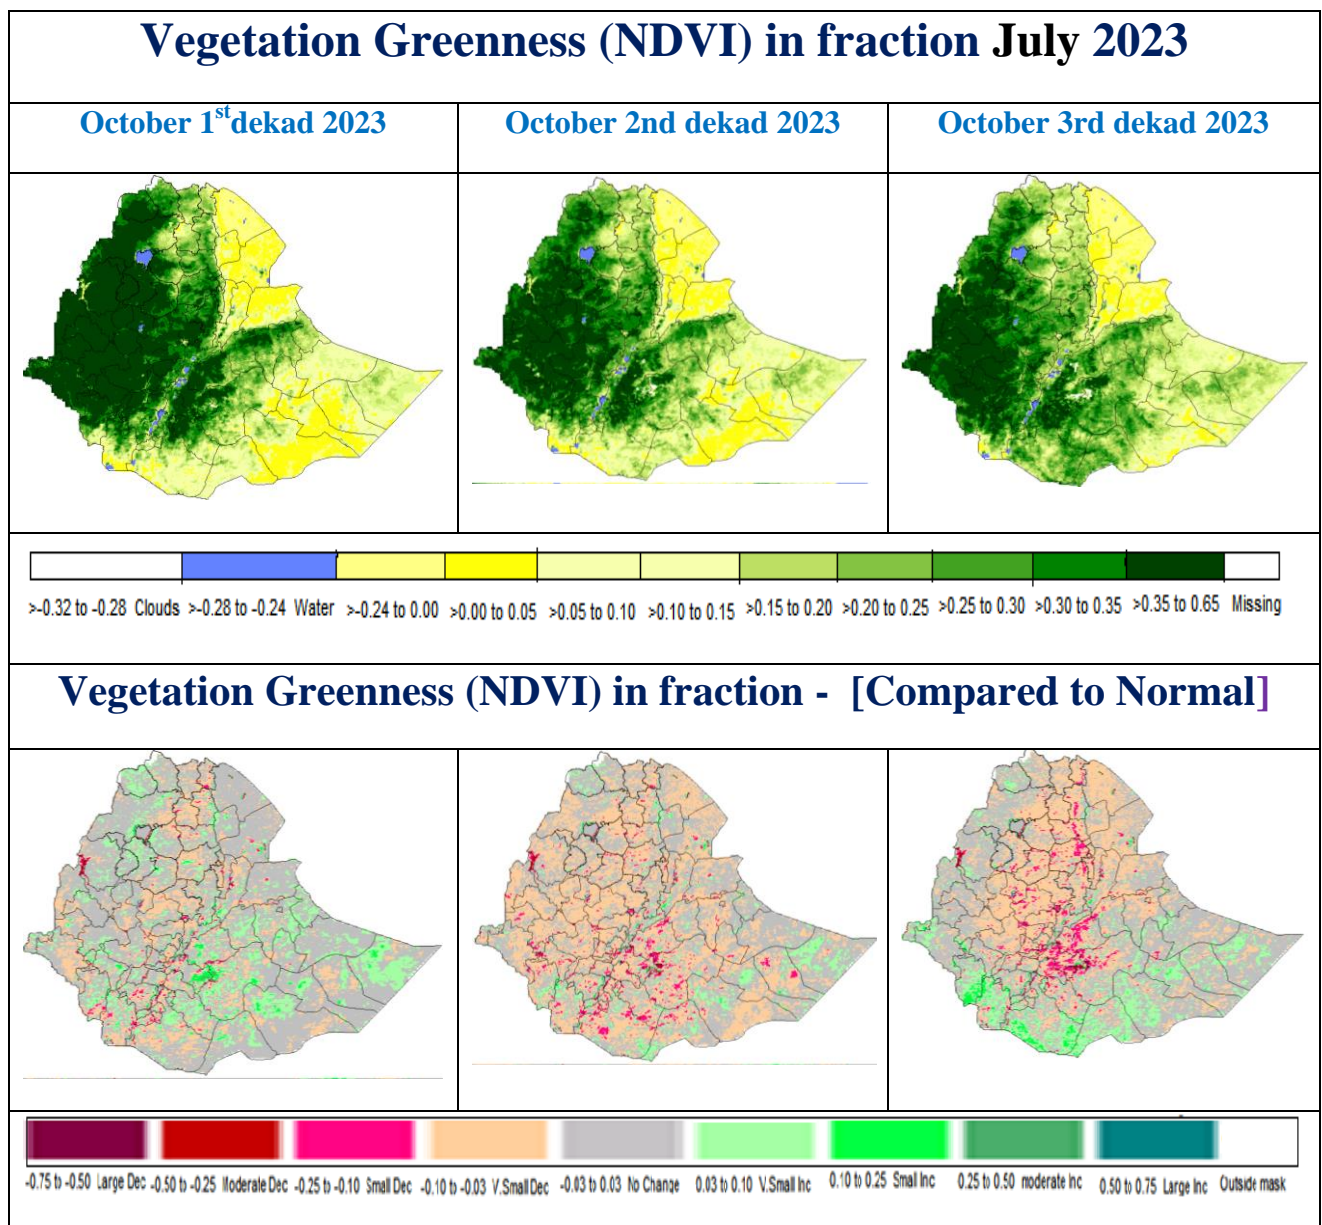 Vegetation Greenness (NDVI) in fraction July 2023
October 1st dekad 2023
October 2nd dekad 2023
October 3rd dekad 2023
>-0.32 to -0.28 Clouds >-0.28 to -0.24 Water >-0.24 to 0.00 >0.00 to 0.05 >0.05 to 0.10 >0.10 to 0.15 >0.15 to 0.20 >0.20 to 0.25 >0.25 to 0.30 >0.30 to 0.35 >0.35 to 0.65 Missing
Vegetation Greenness (NDVI) in fraction - [Compared to Normal]
-0.75 to -0.50 Large Dec -0.50 to -0.25 Moderate Dec -0.25 to -0.10 Small Dec -0.10 to -0.03 V.Small Dec -0.03 to 0.03 No Change 0.03 to 0.10 V.Small Inc 0.10 to 0.25 Small Inc 0.25 to 0.50 moderate Inc 0.50 to 0.75 Large Inc Outside mask